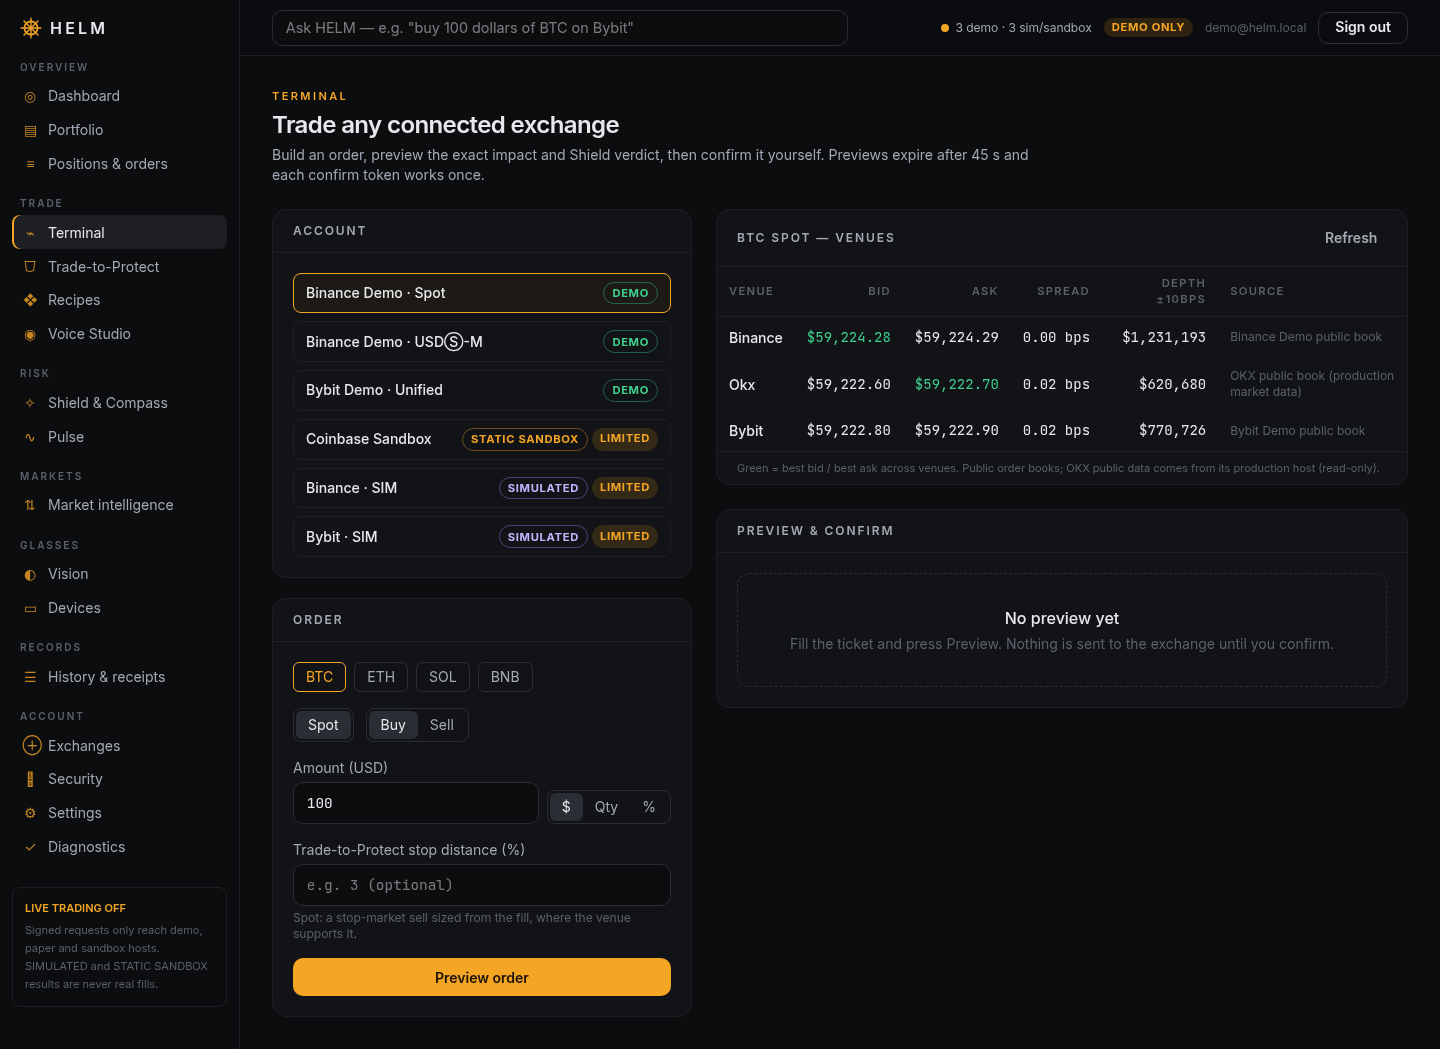 HELM
OVERVIEW
Dashboard
Portfolio
Positions & orders
TRADE
Terminal
Trade-to-Protect
Recipes
Voice Studio
RISK
Shield & Compass
Pulse
MARKETS
Market intelligence
GLASSES
Vision
Devices
RECORDS
History & receipts
ACCOUNT
Exchanges
Security
Settings
Diagnostics
LIVE TRADING OFF
Signed requests only reach demo,
paper and sandbox hosts.
SIMULATED and STATIC SANDBOX
results are never real fills.
Ask HELM — e.g. "buy 100 dollars of BTC on Bybit"
3 demo · 3 sim/sandbox DEMO ONLY demo@helm.local Sign out
TERMINAL
Trade any connected exchange
Build an order, preview the exact impact and Shield verdict, then confirm it yourself. Previews expire after 45 s and
each confirm token works once.
ACCOUNT
Binance Demo · Spot DEMO
Binance Demo · USDⓈ-M DEMO
Bybit Demo · Unified DEMO
Coinbase Sandbox STATIC SANDBOX LIMITED
Binance · SIM SIMULATED LIMITED
Bybit · SIM SIMULATED LIMITED
ORDER
BTC ETH SOL BNB
Spot Buy Sell
Amount (USD)
100 $ Qty %
Trade-to-Protect stop distance (%)
e.g. 3 (optional)
Spot: a stop-market sell sized from the fill, where the venue
supports it.
Preview order
BTC SPOT — VENUES Refresh
VENUE BID ASK SPREAD DEPTH ±10BPS SOURCE
Binance $59,224.28 $59,224.29 0.00 bps $1,231,193 Binance Demo public book
Okx $59,222.60 $59,222.70 0.02 bps $620,680 OKX public book (production
market data)
Bybit $59,222.80 $59,222.90 0.02 bps $770,726 Bybit Demo public book
Green = best bid / best ask across venues. Public order books; OKX public data comes from its production host (read-only).
PREVIEW & CONFIRM
No preview yet
Fill the ticket and press Preview. Nothing is sent to the exchange until you confirm.